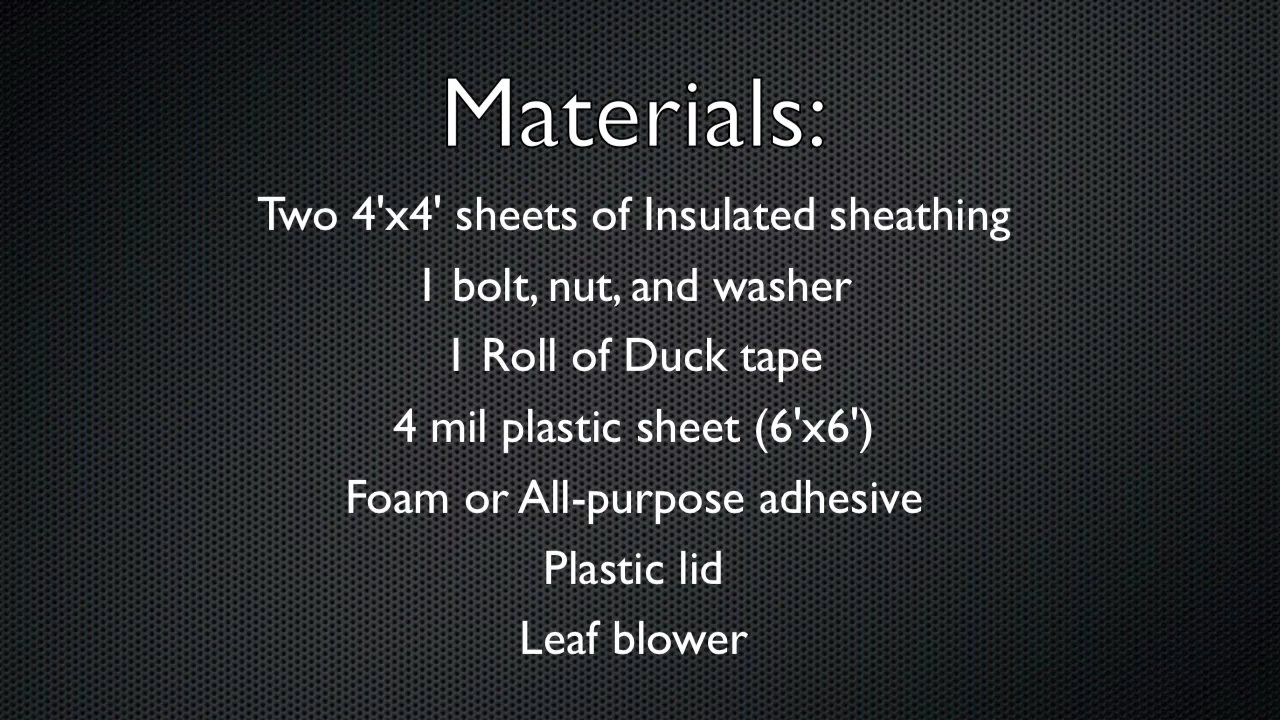 Materials:
Two 4'x4' sheets of Insulated sheathing
1 bolt, nut, and washer
1 Roll of Duck tape
4 mil plastic sheet (6'x6')
Foam or All-purpose adhesive
Plastic lid
Leaf blower